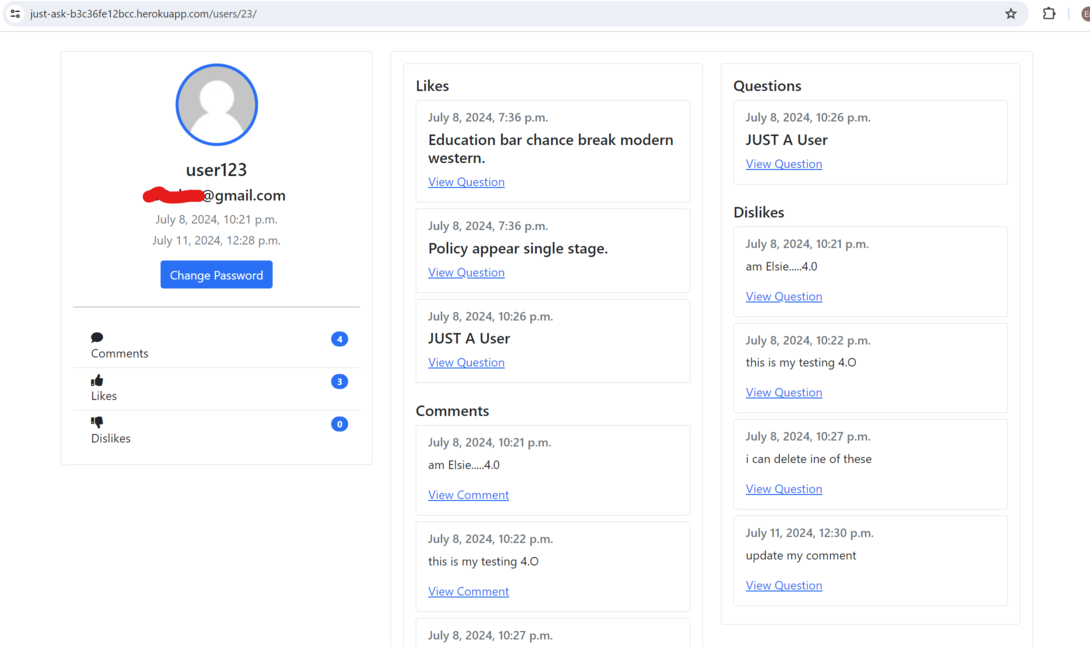 just-ask-b3c36fe12bcc.herokuapp.com/users/23/
user123
@gmail.com
July 8, 2024, 10:21 p.m.
July 11, 2024, 12:28 p.m.
Change Password
Comments
4
Likes
3
Dislikes
0
Likes
July 8, 2024, 7:36 p.m.
Education bar chance break modern
western.
View Question
July 8, 2024, 7:36 p.m.
Policy appear single stage.
View Question
July 8, 2024, 10:26 p.m.
JUST A User
View Question
Comments
July 8, 2024, 10:21 p.m.
am Elsie.....4.0
View Comment
July 8, 2024, 10:22 p.m.
this is my testing 4.O
View Comment
July 8, 2024, 10:27 p.m.
Questions
July 8, 2024, 10:26 p.m.
JUST A User
View Question
Dislikes
July 8, 2024, 10:21 p.m.
am Elsie.....4.0
View Question
July 8, 2024, 10:22 p.m.
this is my testing 4.O
View Question
July 8, 2024, 10:27 p.m.
i can delete ine of these
View Question
July 11, 2024, 12:30 p.m.
update my comment
View Question